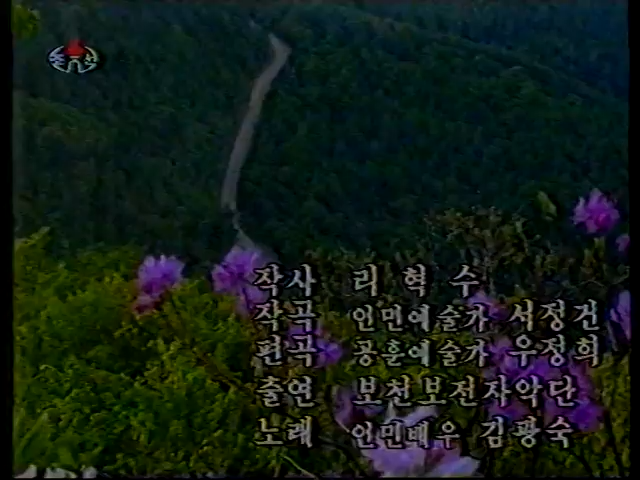 조선
작사 리혁수
작곡 인민예술가 서정건
편곡 공훈예술가 우정희
출연 보천보전자악단
노래 인민배우 김광숙